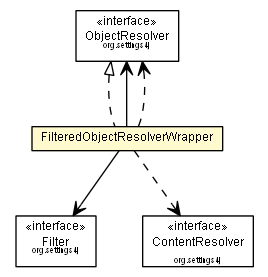 «interface»
ObjectResolver
org.settings4j
FilteredObjectResolverWrapper
«interface»
Filter
org.settings4j
«interface»
ContentResolver
org.settings4j